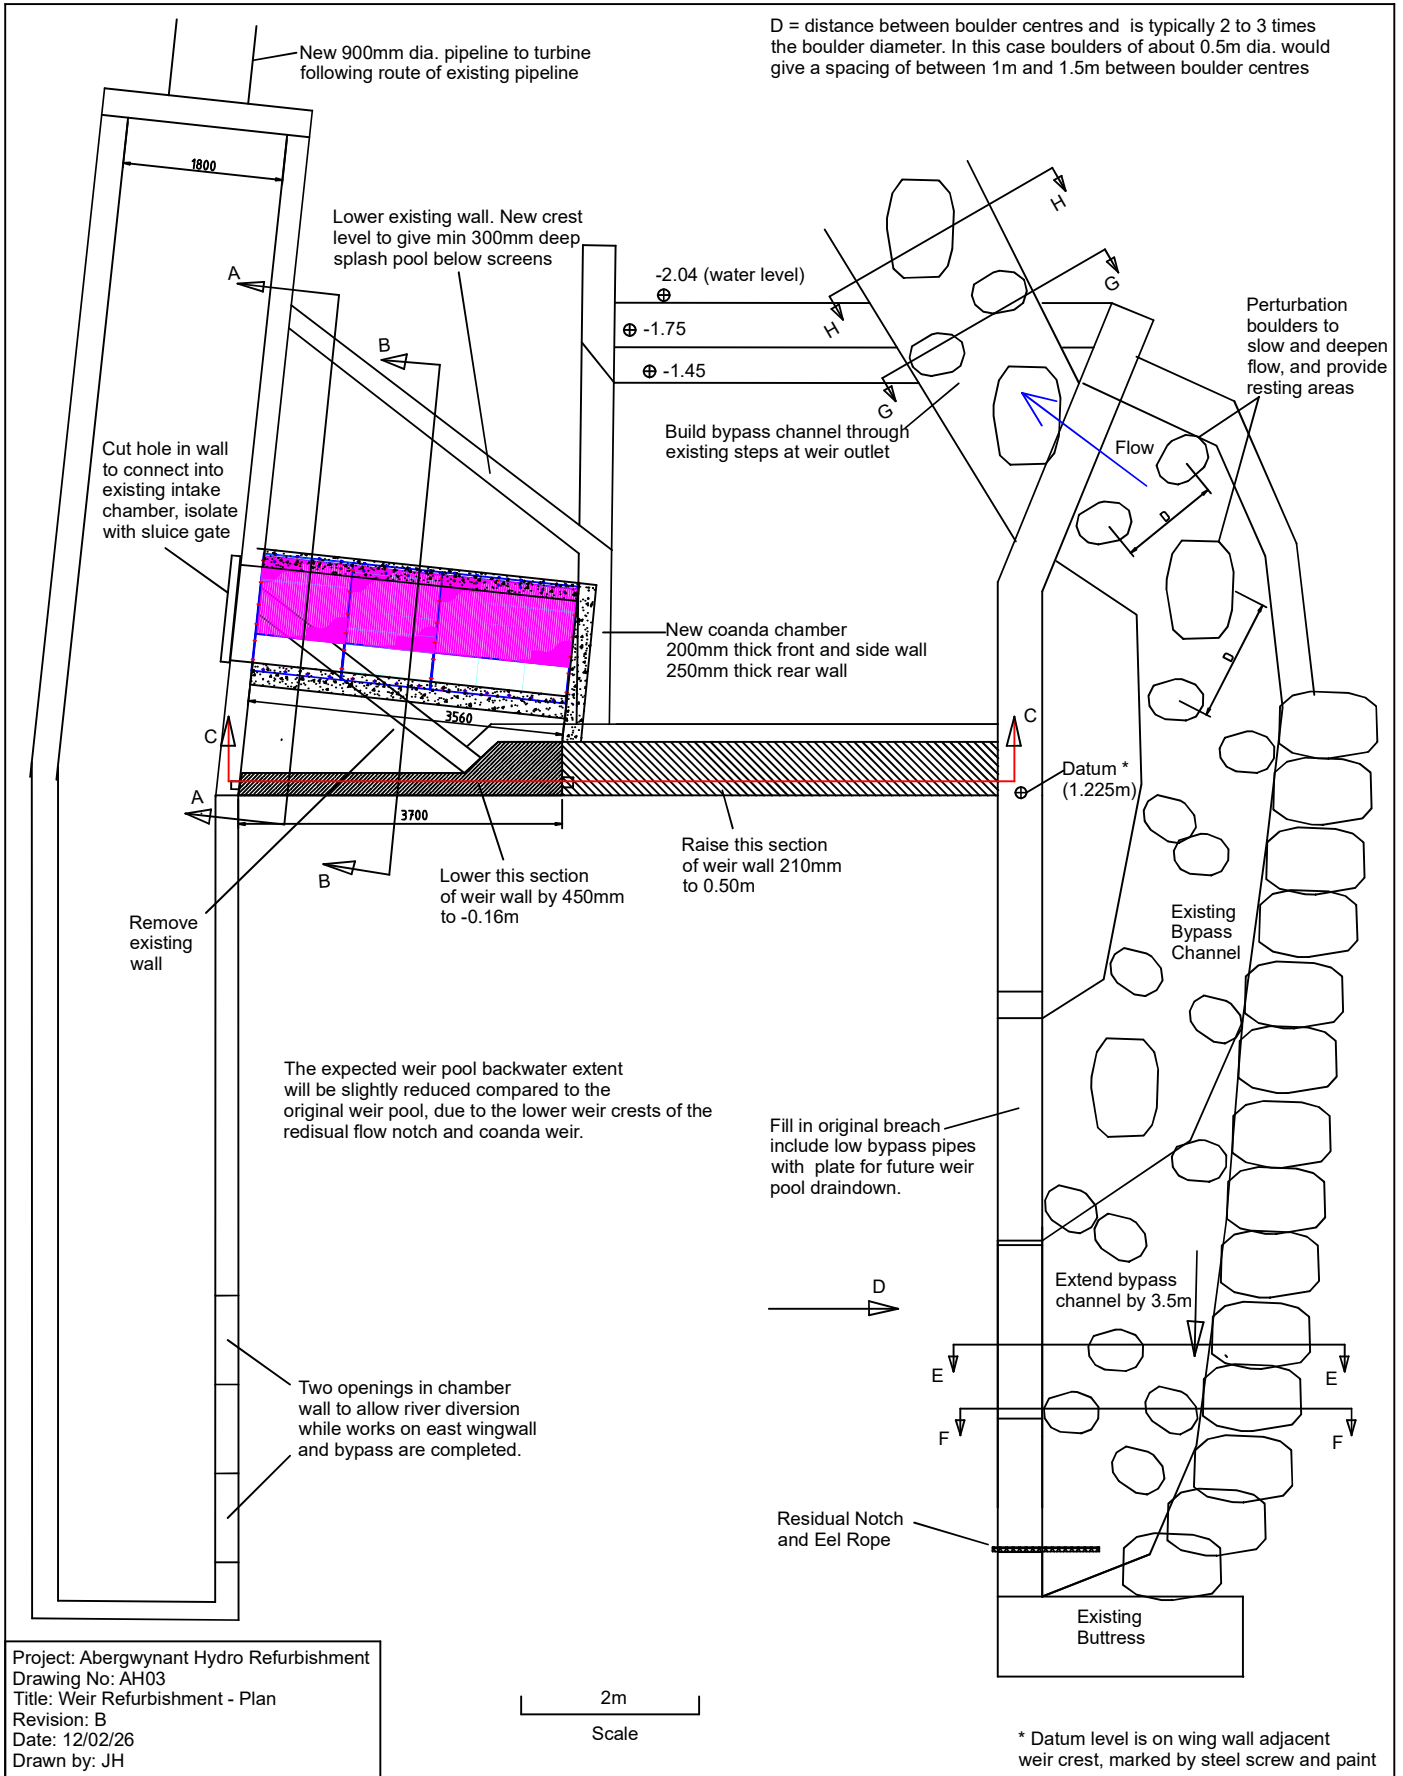 D = distance between boulder centres and is typically 2 to 3 times
the boulder diameter. In this case boulders of about 0.5m dia. would
give a spacing of between 1m and 1.5m between boulder centres
New 900mm dia. pipeline to turbine
following route of existing pipeline
1800
Lower existing wall. New crest
level to give min 300mm deep
splash pool below screens
A
B
H
H
G
G
-2.04 (water level)
-1.75
-1.45
Perturbation
boulders to
slow and deepen
flow, and provide
resting areas
Build bypass channel through
existing steps at weir outlet
Flow
D
D
Cut hole in wall
to connect into
existing intake
chamber, isolate
with sluice gate
New coanda chamber
200mm thick front and side wall
250mm thick rear wall
3560
C
C
Datum *
(1.225m)
A
3700
B
Raise this section
of weir wall 210mm
to 0.50m
Lower this section
of weir wall by 450mm
to -0.16m
Remove
existing
wall
Existing
Bypass
Channel
The expected weir pool backwater extent
will be slightly reduced compared to the
original weir pool, due to the lower weir crests of the
redisual flow notch and coanda weir.
Fill in original breach
include low bypass pipes
with plate for future weir
pool draindown.
D
Extend bypass
channel by 3.5m
E
E
F
F
Two openings in chamber
wall to allow river diversion
while works on east wingwall
and bypass are completed.
Residual Notch
and Eel Rope
Existing
Buttress
Project: Abergwynant Hydro Refurbishment
Drawing No: AH03
Title: Weir Refurbishment - Plan
Revision: B
Date: 12/02/26
Drawn by: JH
2m
Scale
* Datum level is on wing wall adjacent
weir crest, marked by steel screw and paint